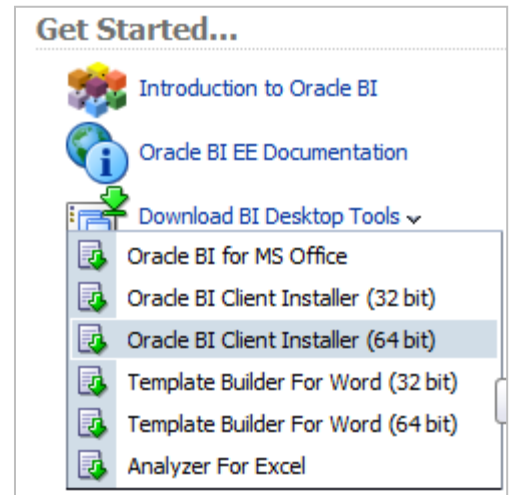 Get Started...
Introduction to Oracle BI
Oracle BI EE Documentation
Download BI Desktop Tools
Oracle BI for MS Office
Oracle BI Client Installer (32 bit)
Oracle BI Client Installer (64 bit)
Template Builder For Word (32 bit)
Template Builder For Word (64 bit)
Analyzer For Excel